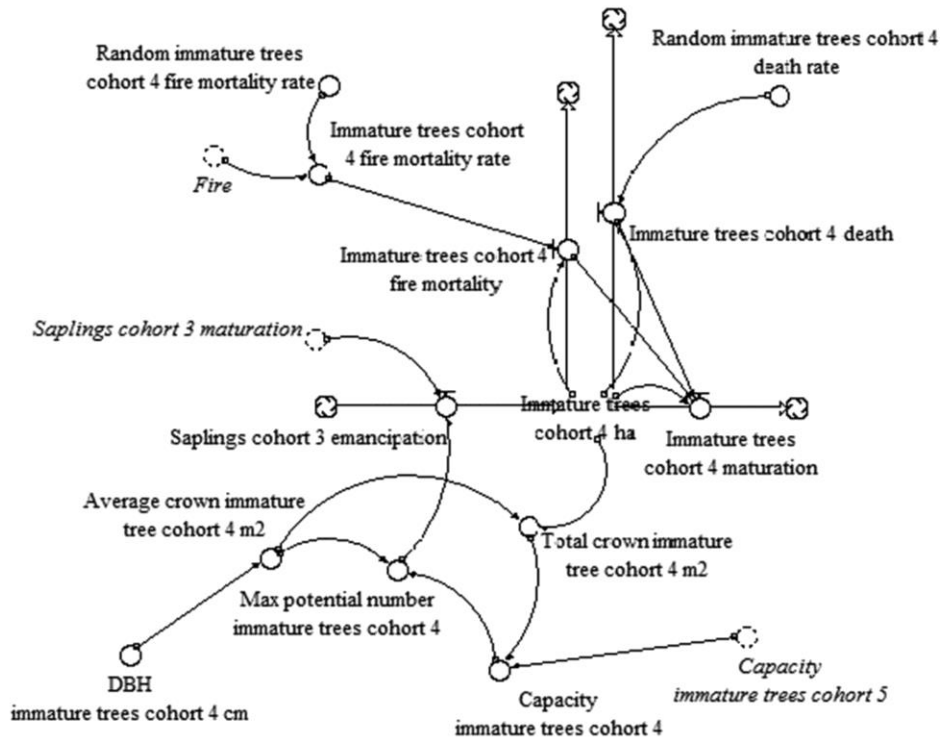 Random immature trees
cohort 4 fire mortality rate
Random immature trees cohort 4
death rate
Immature trees cohort
4 fire mortality rate
Fire
Immature trees cohort 4 death
Immature trees cohort 4
fire mortality
Saplings cohort 3 maturation
Immature trees
cohort 4 ha
Saplings cohort 3 emancipation
Immature trees
cohort 4 maturation
Average crown immature
tree cohort 4 m2
Total crown immature
tree cohort 4 m2
Max potential number
immature trees cohort 4
DBH
immature trees cohort 4 cm
Capacity
immature trees cohort 4
Capacity
immature trees cohort 5